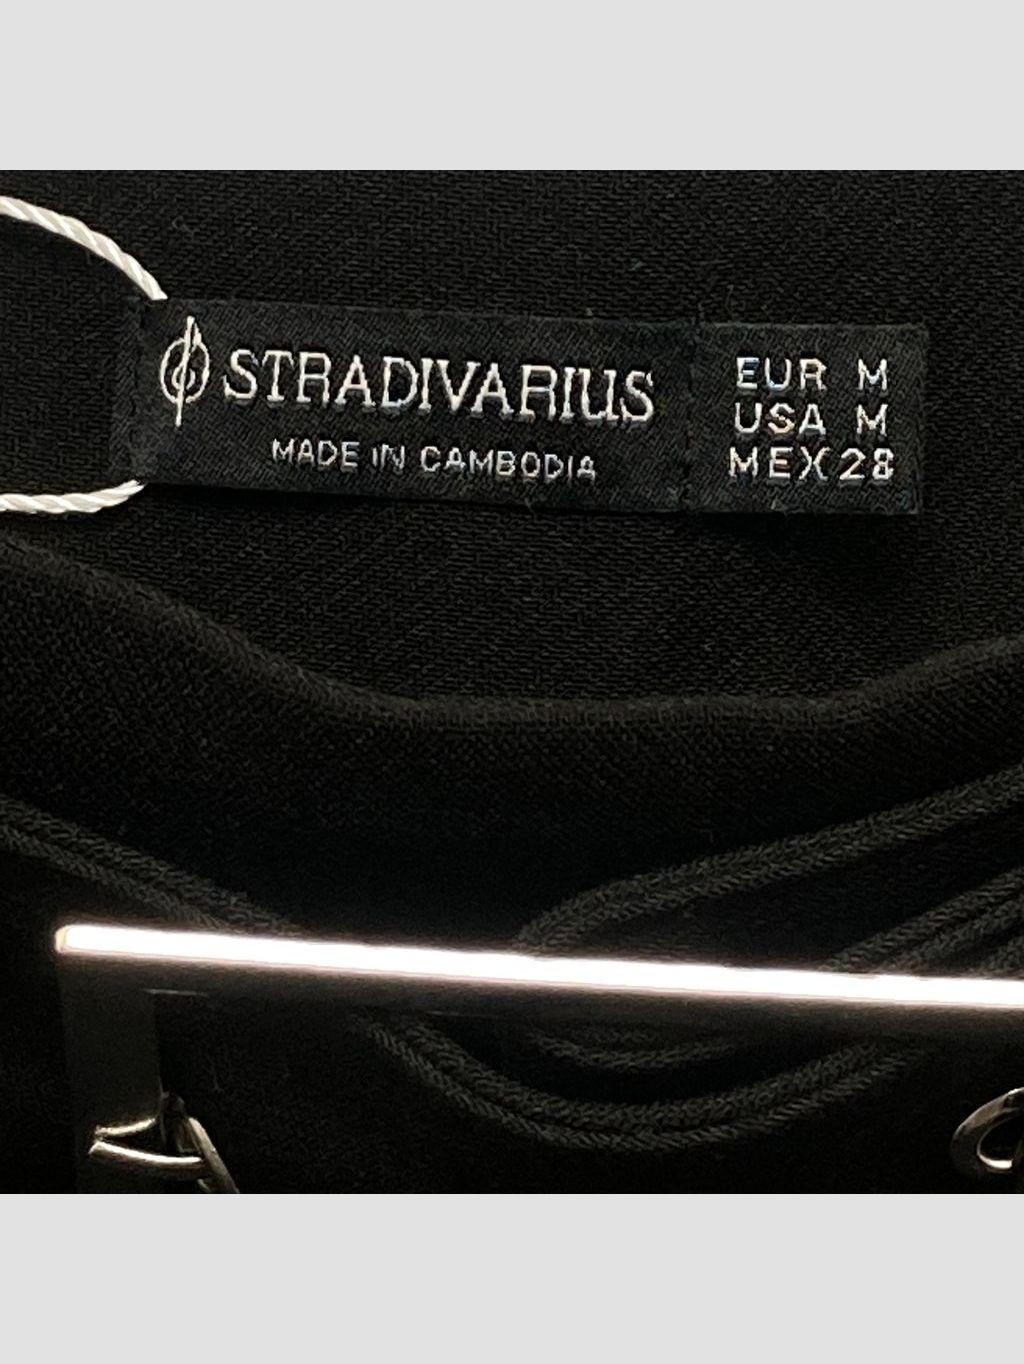 STRADIVARIUS
MADE IN CAMBODIA
EUR M
USA M
MEX 28